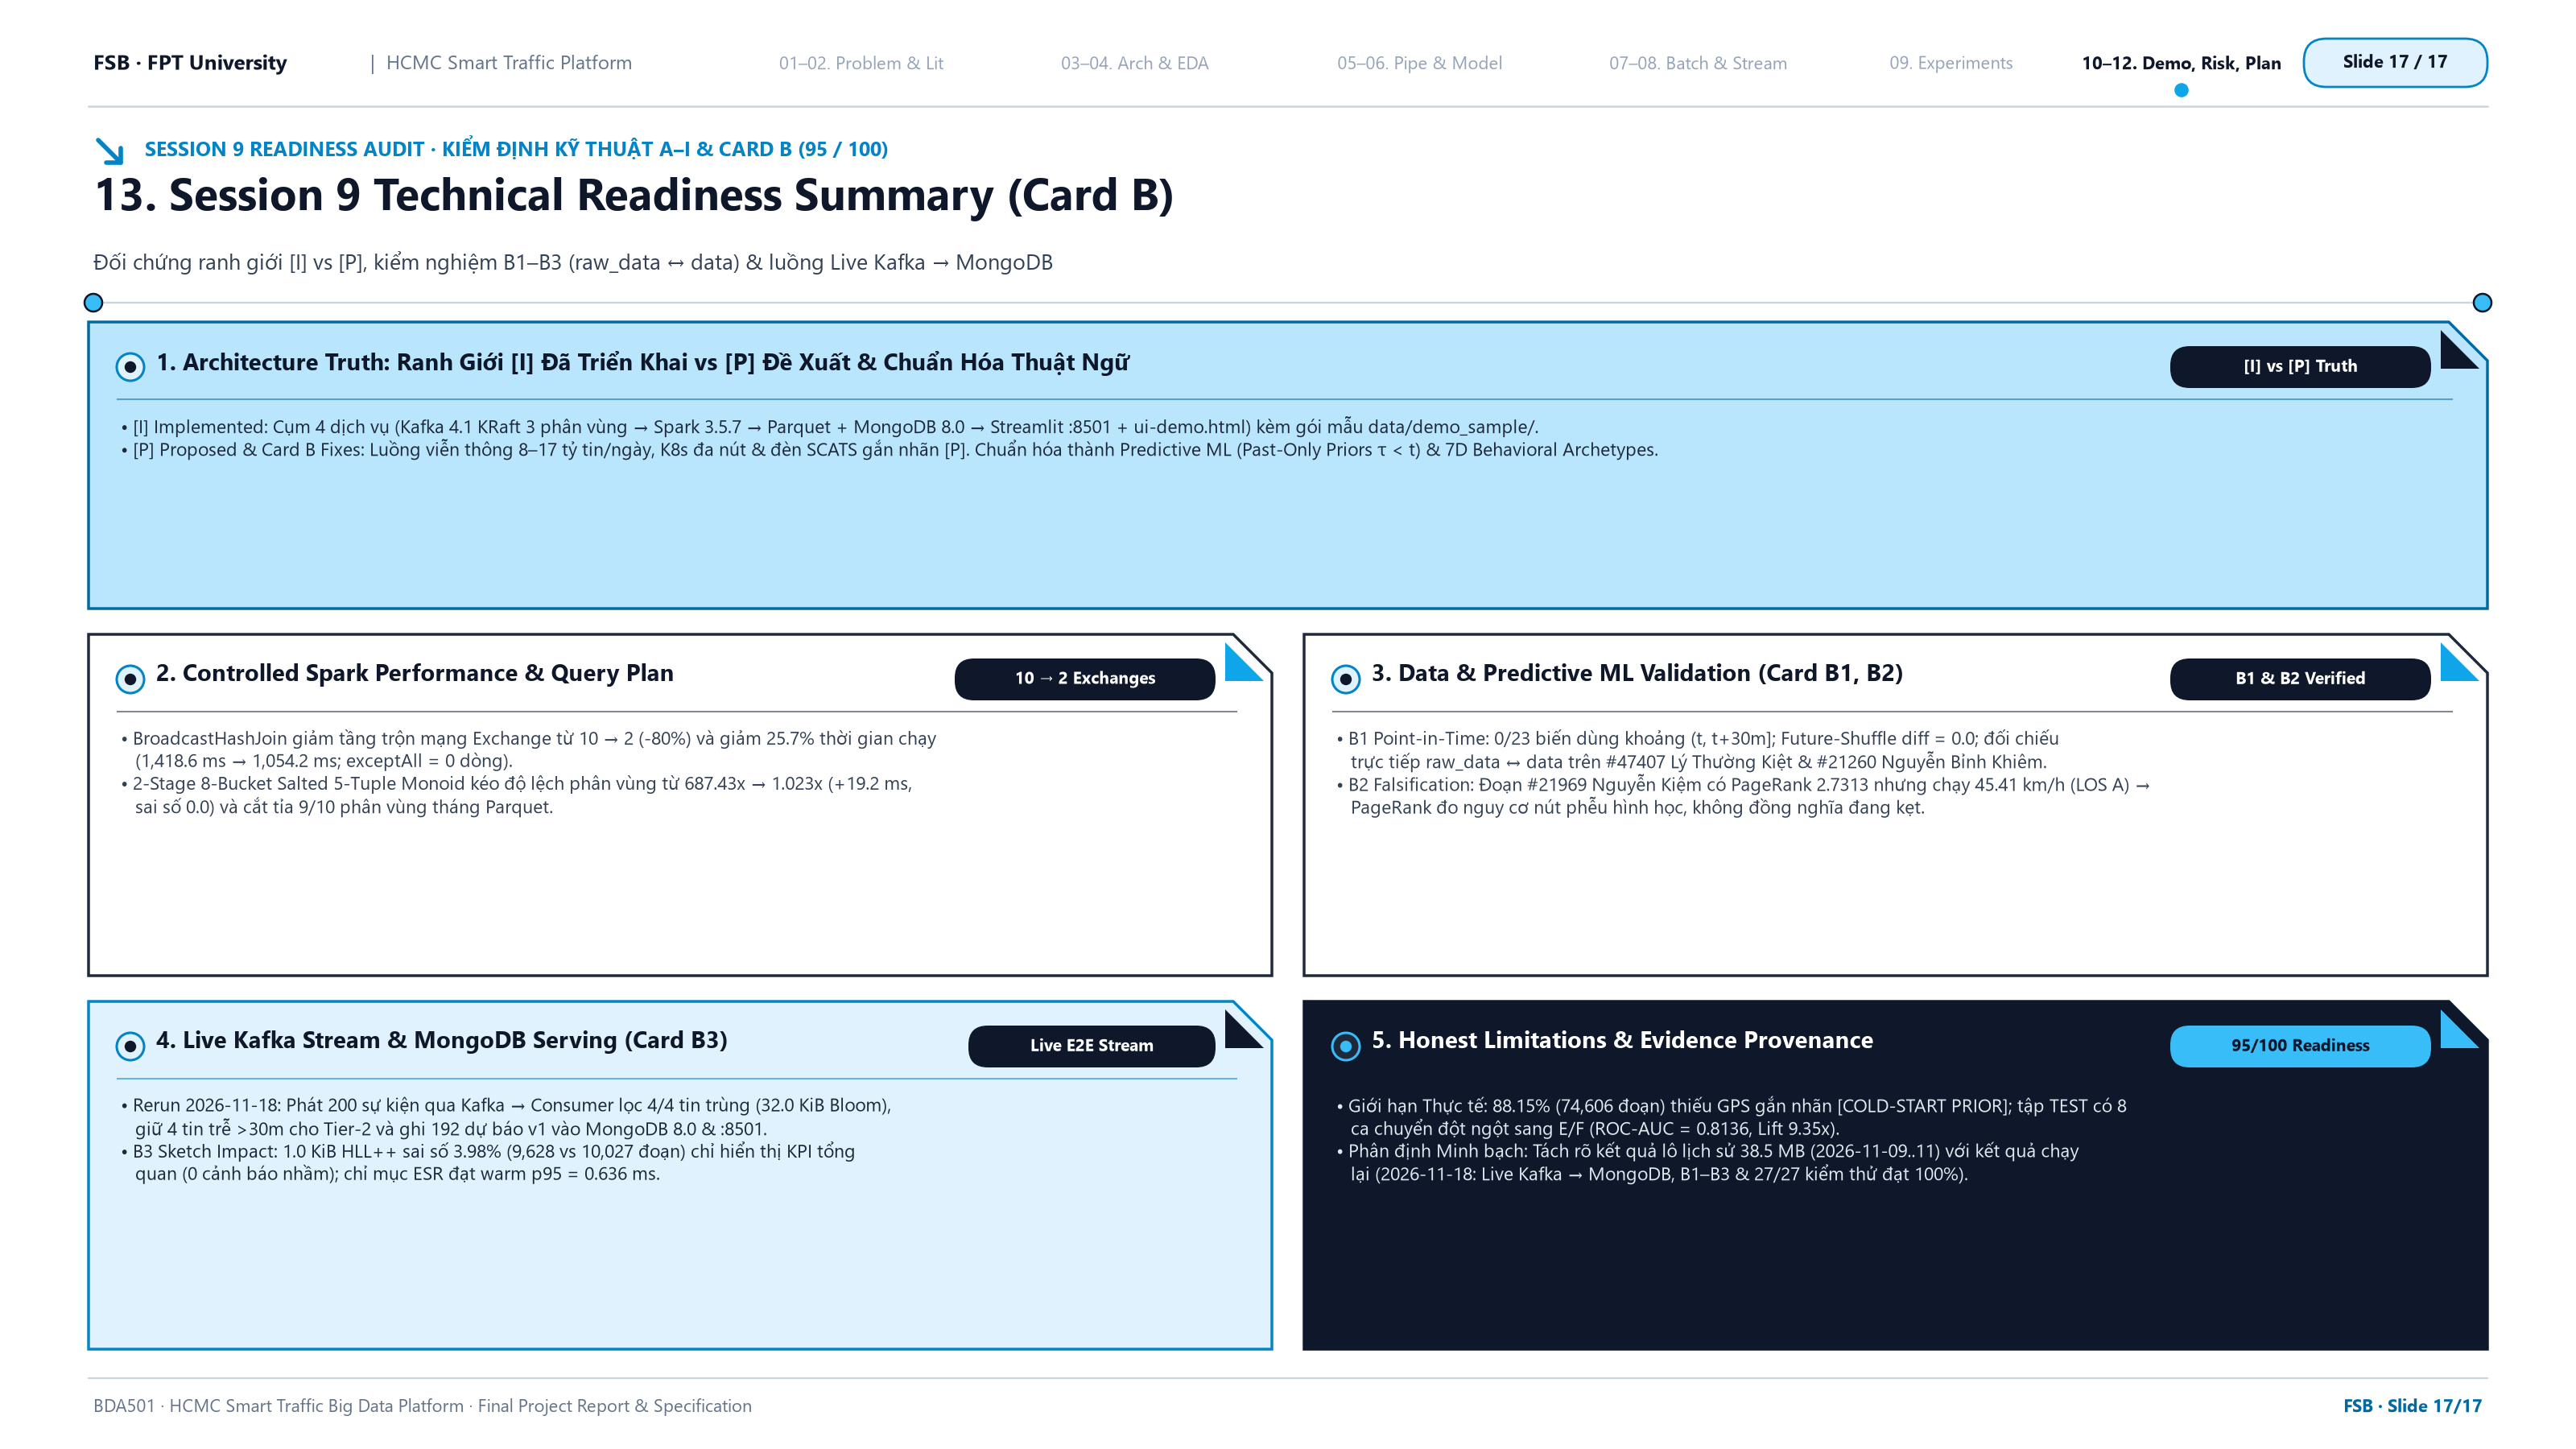 FSB · FPT University | HCMC Smart Traffic Platform 01–02. Problem & Lit 03–04. Arch & EDA 05–06. Pipe & Model 07–08. Batch & Stream 09. Experiments 10–12. Demo, Risk, Plan Slide 17 / 17
SESSION 9 READINESS AUDIT · KIỂM ĐỊNH KỸ THUẬT A–I & CARD B (95 / 100)
13. Session 9 Technical Readiness Summary (Card B)
Đối chứng ranh giới [I] vs [P], kiểm nghiệm B1–B3 (raw_data ↔ data) & luồng Live Kafka → MongoDB
1. Architecture Truth: Ranh Giới [I] Đã Triển Khai vs [P] Đề Xuất & Chuẩn Hóa Thuật Ngữ
[I] vs [P] Truth
• [I] Implemented: Cụm 4 dịch vụ (Kafka 4.1 KRaft 3 phân vùng → Spark 3.5.7 → Parquet + MongoDB 8.0 → Streamlit :8501 + ui-demo.html) kèm gói mẫu data/demo_sample/.
• [P] Proposed & Card B Fixes: Luồng viễn thông 8–17 tỷ tin/ngày, K8s đa nút & đèn SCATS gắn nhãn [P]. Chuẩn hóa thành Predictive ML (Past-Only Priors τ < t) & 7D Behavioral Archetypes.
2. Controlled Spark Performance & Query Plan
10 → 2 Exchanges
• BroadcastHashJoin giảm tầng trộn mạng Exchange từ 10 → 2 (-80%) và giảm 25.7% thời gian chạy
(1,418.6 ms → 1,054.2 ms; exceptAll = 0 dòng).
• 2-Stage 8-Bucket Salted 5-Tuple Monoid kéo độ lệch phân vùng từ 687.43x → 1.023x (+19.2 ms,
sai số 0.0) và cắt tỉa 9/10 phân vùng tháng Parquet.
3. Data & Predictive ML Validation (Card B1, B2)
B1 & B2 Verified
• B1 Point-in-Time: 0/23 biến dùng khoảng (t, t+30m]; Future-Shuffle diff = 0.0; đối chiếu
trực tiếp raw_data ↔ data trên #47407 Lý Thường Kiệt & #21260 Nguyễn Bỉnh Khiêm.
• B2 Falsification: Đoạn #21969 Nguyễn Kiệm có PageRank 2.7313 nhưng chạy 45.41 km/h (LOS A) →
PageRank đo nguy cơ nút phễu hình học, không đồng nghĩa đang kẹt.
4. Live Kafka Stream & MongoDB Serving (Card B3)
Live E2E Stream
• Rerun 2026-11-18: Phát 200 sự kiện qua Kafka → Consumer lọc 4/4 tin trùng (32.0 KiB Bloom),
giữ 4 tin trễ >30m cho Tier-2 và ghi 192 dự báo v1 vào MongoDB 8.0 & :8501.
• B3 Sketch Impact: 1.0 KiB HLL++ sai số 3.98% (9,628 vs 10,027 đoạn) chỉ hiển thị KPI tổng
quan (0 cảnh báo nhầm); chỉ mục ESR đạt warm p95 = 0.636 ms.
5. Honest Limitations & Evidence Provenance
95/100 Readiness
• Giới hạn Thực tế: 88.15% (74,606 đoạn) thiếu GPS gắn nhãn [COLD-START PRIOR]; tập TEST có 8
ca chuyển đột ngột sang E/F (ROC-AUC = 0.8136, Lift 9.35x).
• Phân định Minh bạch: Tách rõ kết quả lô lịch sử 38.5 MB (2026-11-09..11) với kết quả chạy
lại (2026-11-18: Live Kafka → MongoDB, B1–B3 & 27/27 kiểm thử đạt 100%).
BDA501 · HCMC Smart Traffic Big Data Platform · Final Project Report & Specification
FSB · Slide 17/17